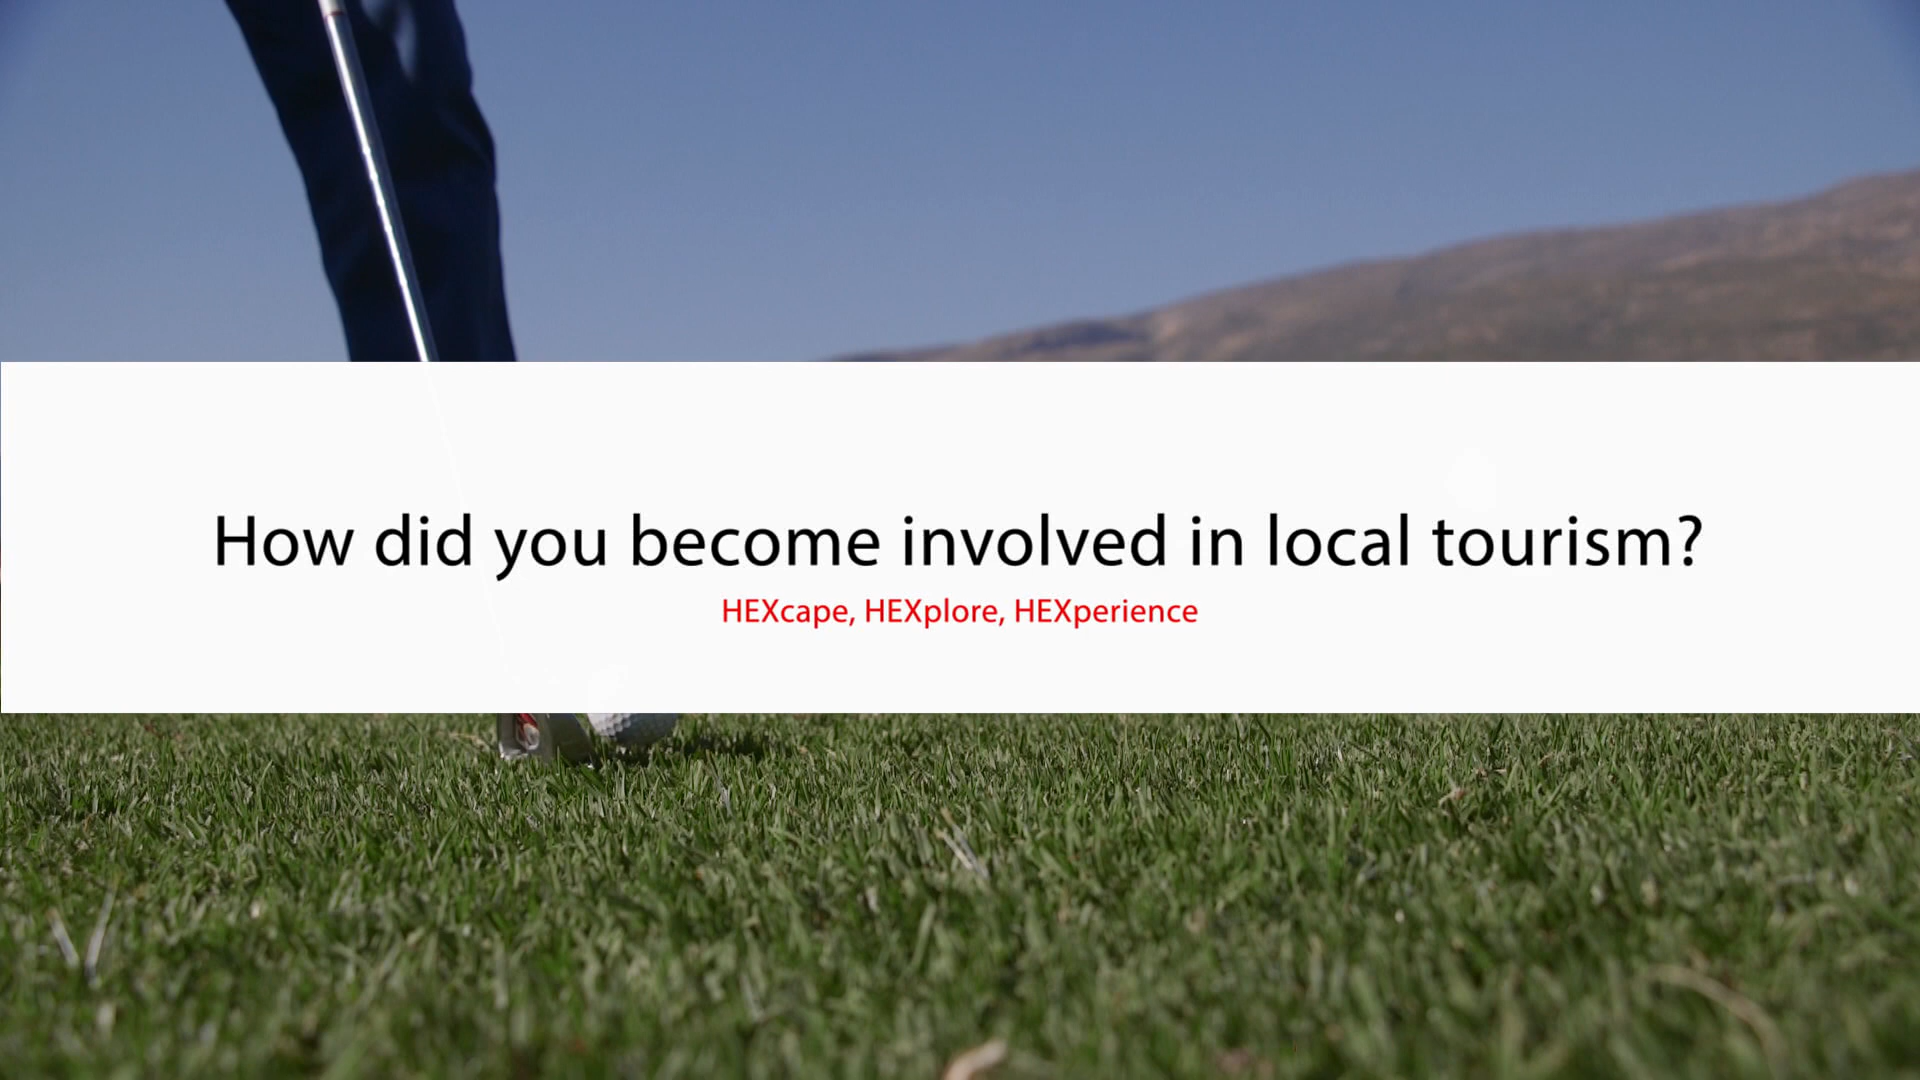 How did you become involved in local tourism?
HEXcape, HEXplore, HEXperience